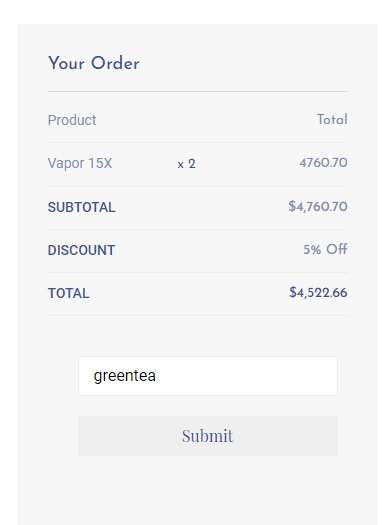 Your Order
Product Total
Vapor 15X x 2 4760.70
SUBTOTAL $4,760.70
DISCOUNT 5% Off
TOTAL $4,522.66
greentea
Submit